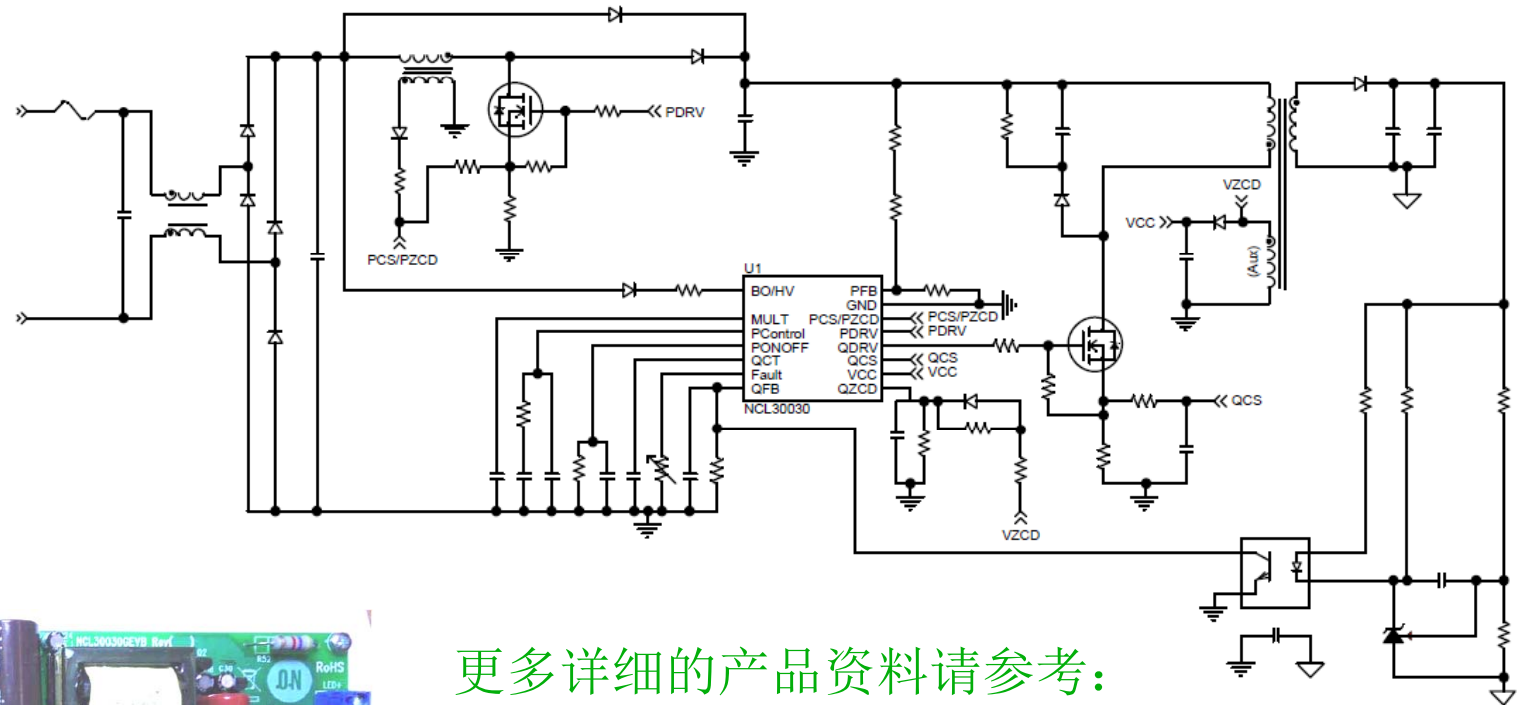 PDRV
PCS/PZCD
VZCD
VCC
(Aux)
U1
BO/HV
PFB
GND
MULT
PCS/PZCD
PCS/PZCD
PControl
PDRV
PDRV
PONOFF
QDRV
QCT
QCS
QCS
Fault
VCC
VCC
QFB
QZCD
NCL30030
QCS
VZCD
NCL30030GEVB Rev(
RoHS
LED+
更多详细的产品资料请参考：